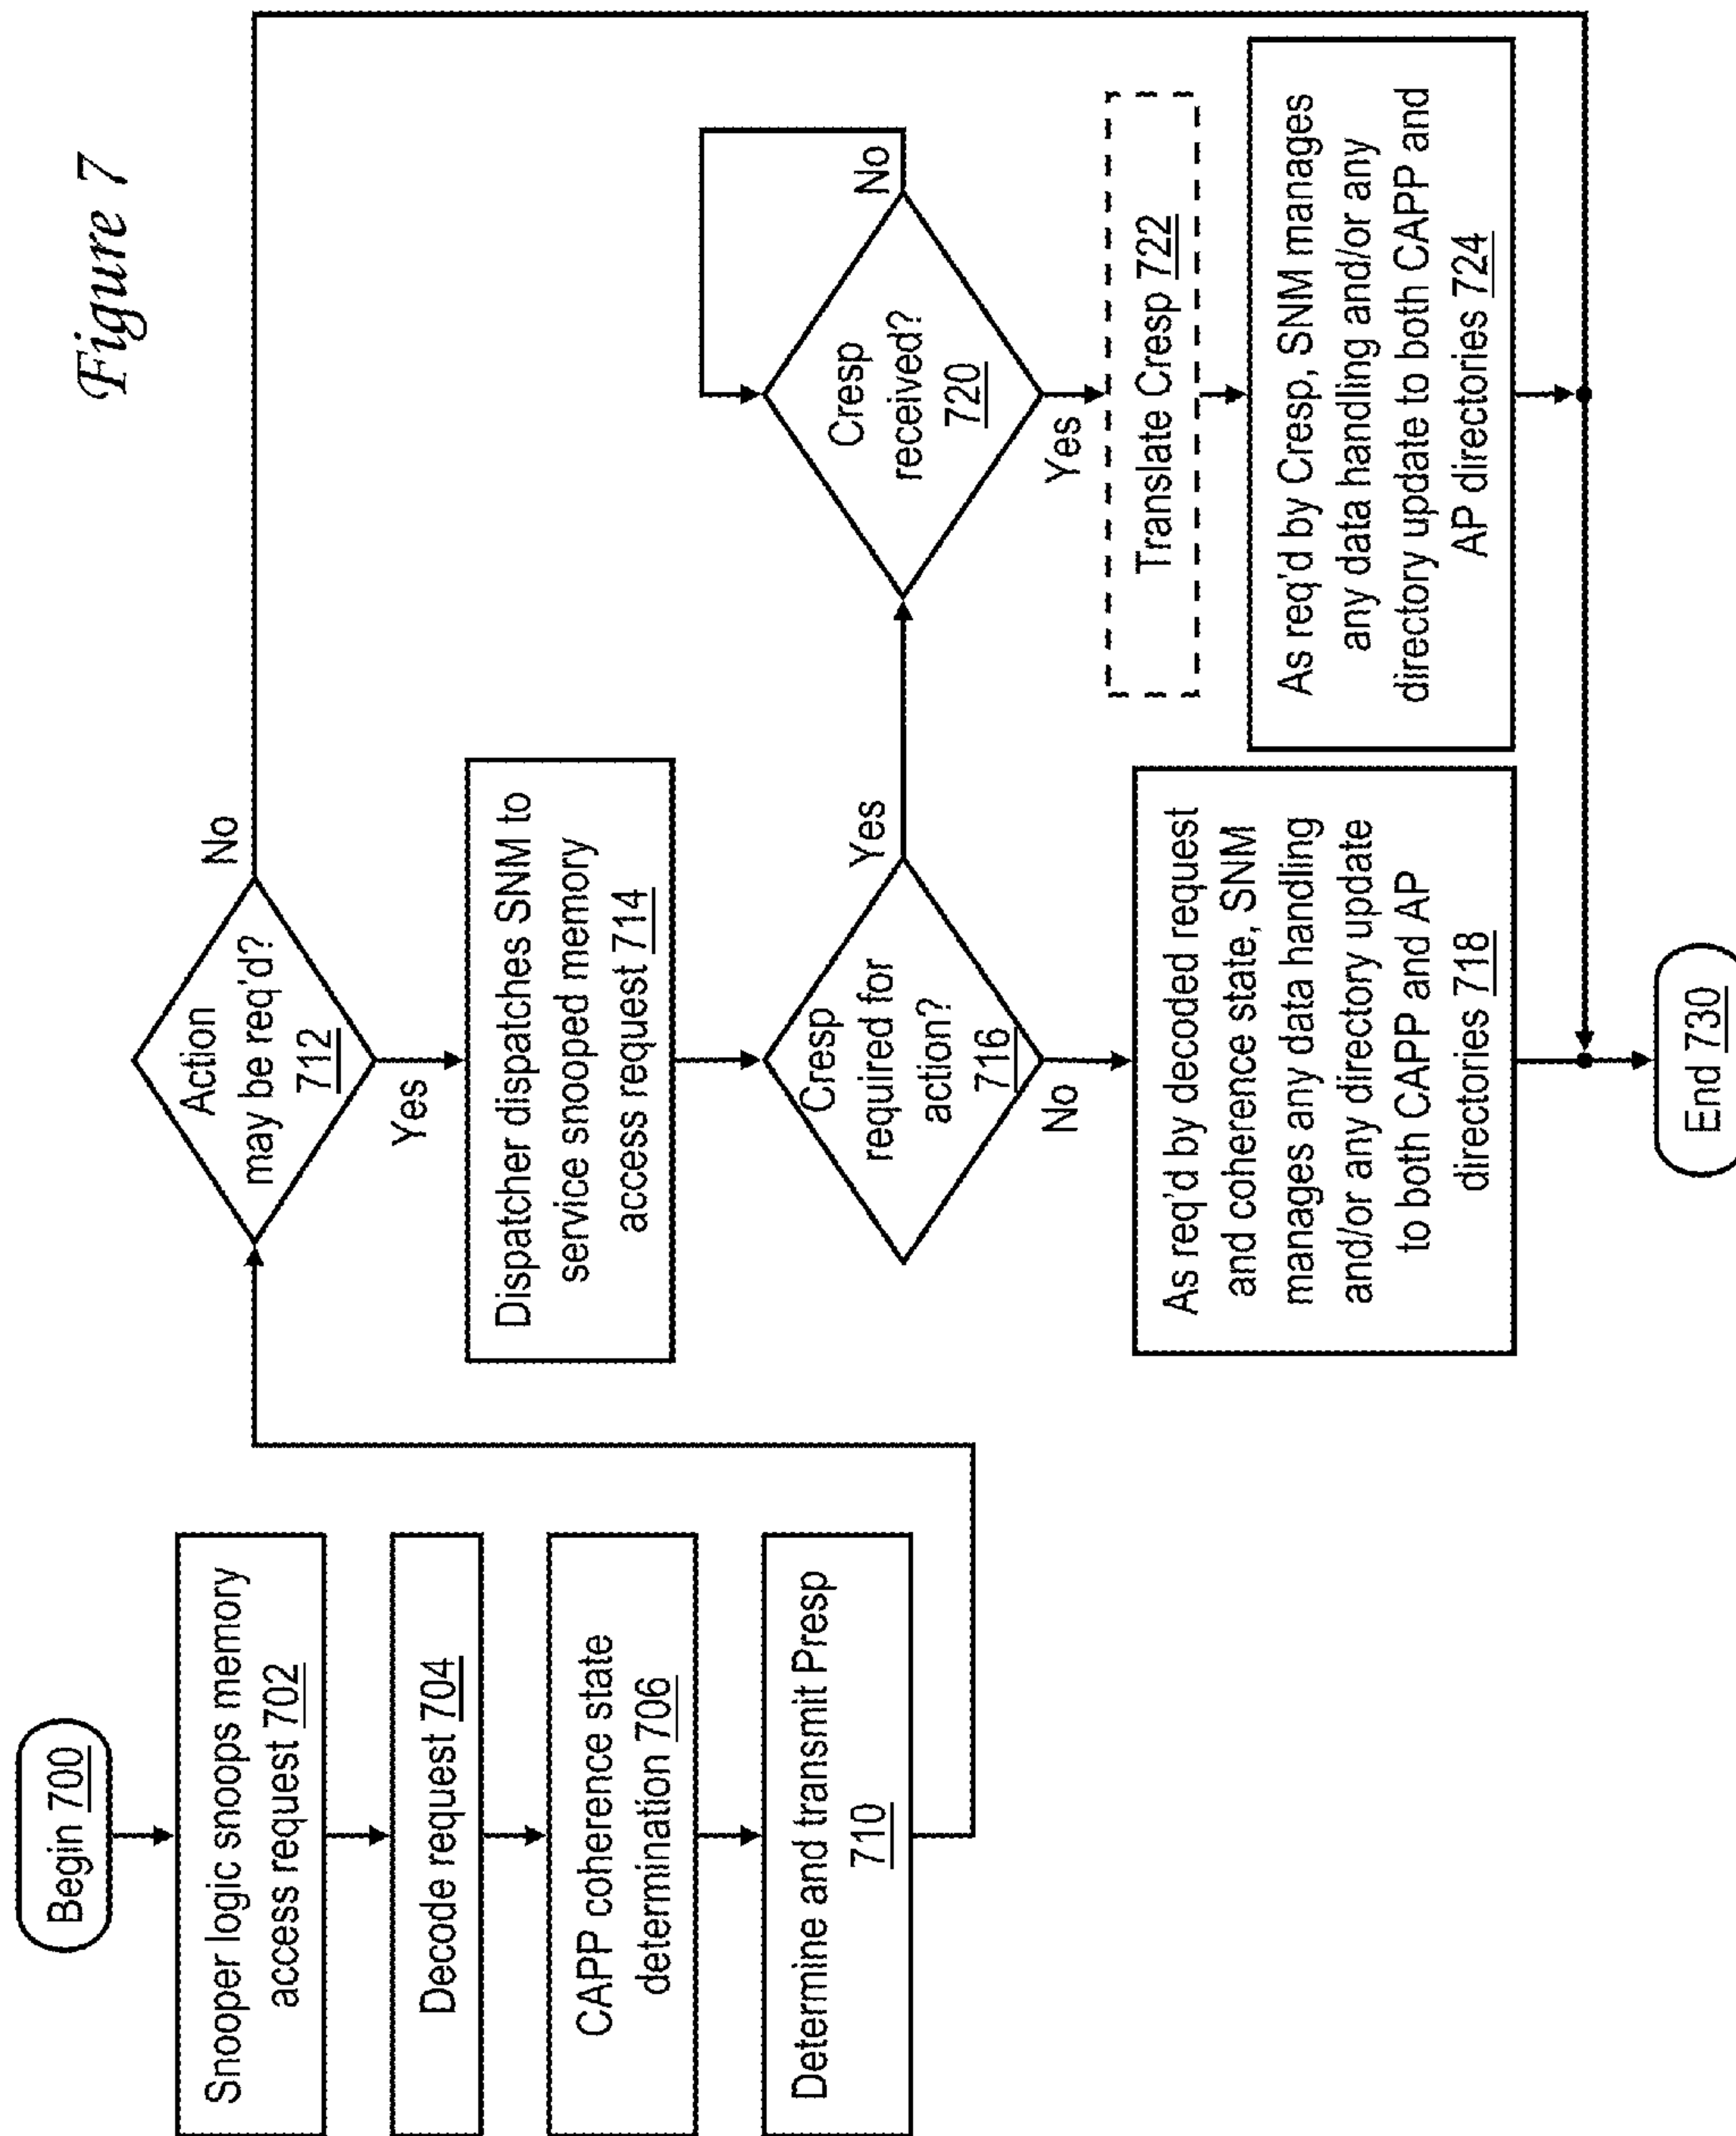 Figure 7
Begin 700
Snooper logic snoops memory
access request 702
Decode request 704
CAPP coherence state
determination 706
Determine and transmit Presp
710
Action
may be req'd?
712
No
Yes
Dispatcher dispatches SNM to
service snooped memory
access request 714
Cresp
required for
action?
716
Yes
No
As req'd by decoded request
and coherence state, SNM
manages any data handling
and/or any directory update
to both CAPP and AP
directories 718
Cresp
received?
720
No
Yes
Translate Cresp 722
As req'd by Cresp, SNM manages
any data handling and/or any
directory update to both CAPP and
AP directories 724
End 730